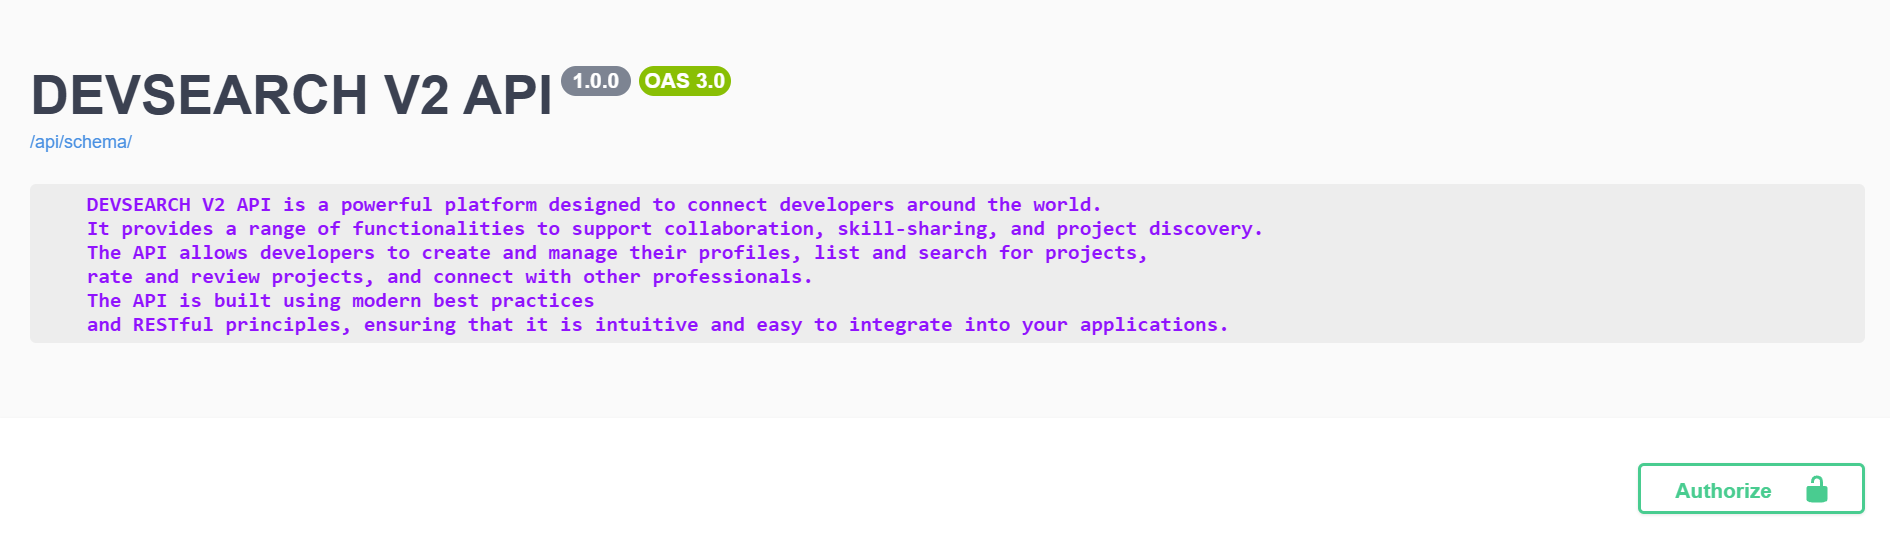 DEVSEARCH V2 API 1.0.0 OAS 3.0
/api/schema/
DEVSEARCH V2 API is a powerful platform designed to connect developers around the world.
It provides a range of functionalities to support collaboration, skill-sharing, and project discovery.
The API allows developers to create and manage their profiles, list and search for projects,
rate and review projects, and connect with other professionals.
The API is built using modern best practices
and RESTful principles, ensuring that it is intuitive and easy to integrate into your applications.
Authorize